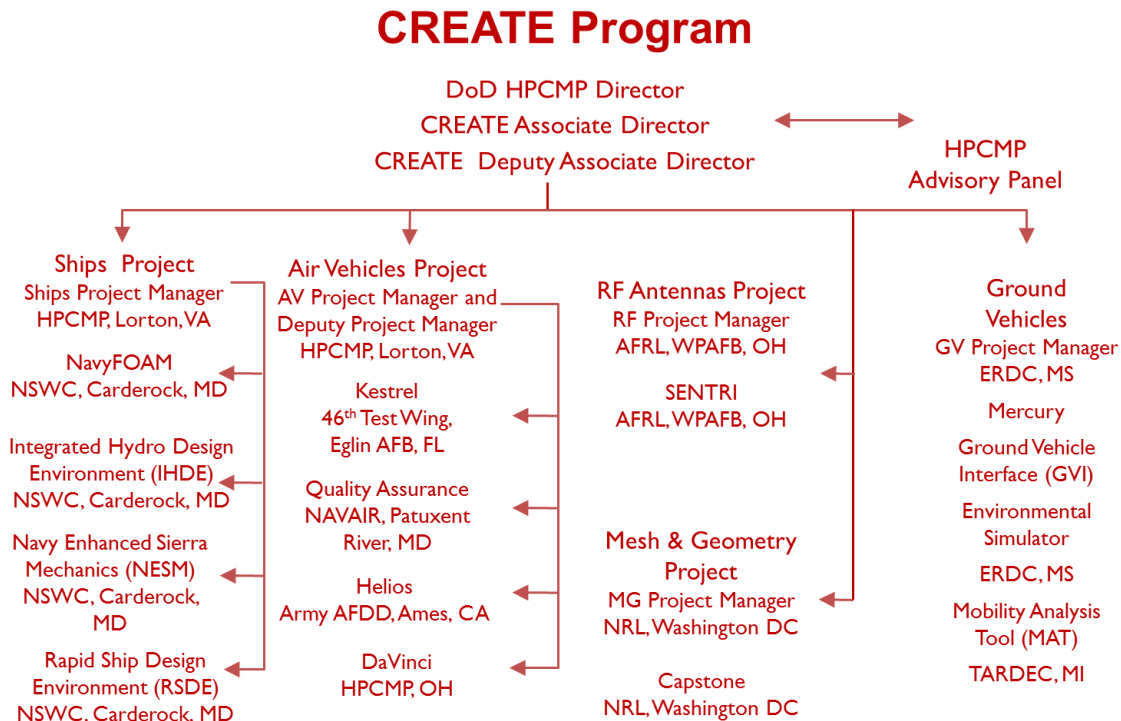 CREATE Program
DoD HPCMP Director
CREATE Associate Director
CREATE Deputy Associate Director
HPCMP
Advisory Panel
Ships Project
Ships Project Manager
HPCMP, Lorton, VA
NavyFOAM
NSWC, Carderock, MD
Integrated Hydro Design
Environment (IHDE)
NSWC, Carderock, MD
Navy Enhanced Sierra
Mechanics (NESM)
NSWC, Carderock,
MD
Rapid Ship Design
Environment (RSDE)
NSWC, Carderock, MD
Air Vehicles Project
AV Project Manager and
Deputy Project Manager
HPCMP, Lorton, VA
Kestrel
46th Test Wing,
Eglin AFB, FL
Quality Assurance
NAVAIR, Patuxent
River, MD
Helios
Army AFDD, Ames, CA
DaVinci
HPCMP, OH
RF Antennas Project
RF Project Manager
AFRL, WPAFB, OH
SENTRI
AFRL, WPAFB, OH
Mesh & Geometry
Project
MG Project Manager
NRL, Washington DC
Capstone
NRL, Washington DC
Ground
Vehicles
GV Project Manager
ERDC, MS
Mercury
Ground Vehicle
Interface (GVI)
Environmental
Simulator
ERDC, MS
Mobility Analysis
Tool (MAT)
TARDEC, MI